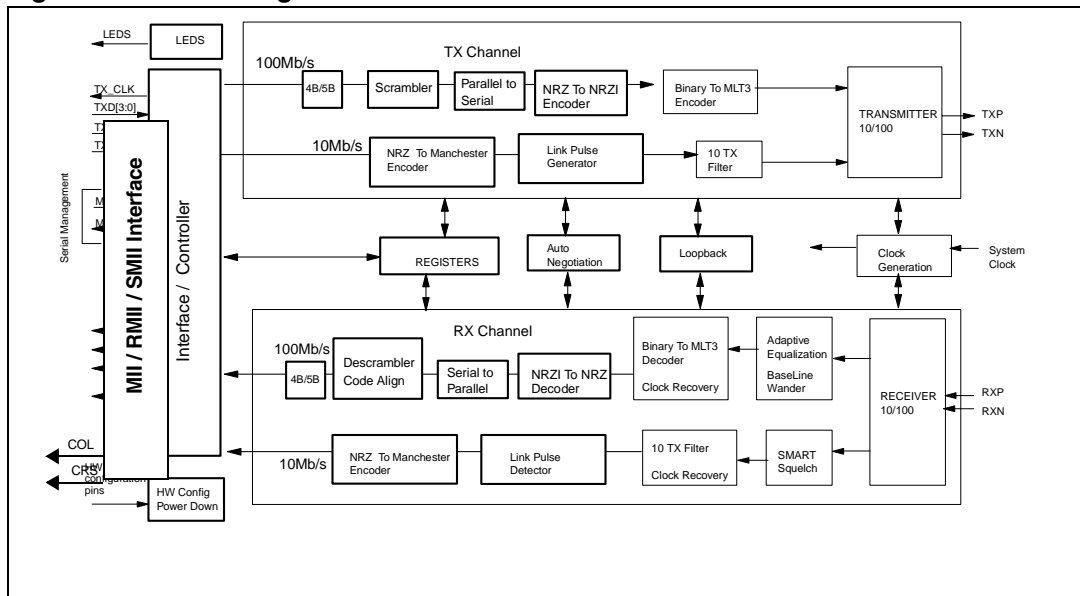 LEDS
LEDS
TX Channel
100Mb/s
4B/5B
Scrambler
Parallel to
Serial
NRZ To NRZI
Encoder
Binary To MLT3
Encoder
TRANSMITTER
10/100
TXP
TXN
TX_CLK
TXD[3:0]
10Mb/s
NRZ To Manchester
Encoder
Link Pulse
Generator
10 TX
Filter
Serial Management
MII / RMII / SMII Interface
Interface / Controller
REGISTERS
Auto
Negotiation
Loopback
Clock
Generation
System
Clock
RX Channel
100Mb/s
4B/5B
Descrambler
Code Align
Serial to
Parallel
NRZI To NRZ
Decoder
Binary To MLT3
Decoder
Clock Recovery
Adaptive
Equalization
BaseLine
Wander
RECEIVER
10/100
RXP
RXN
10Mb/s
NRZ To Manchester
Encoder
Link Pulse
Detector
10 TX Filter
Clock Recovery
SMART
Squelch
COL
CRS
HW
configuration
pins
HW Config
Power Down